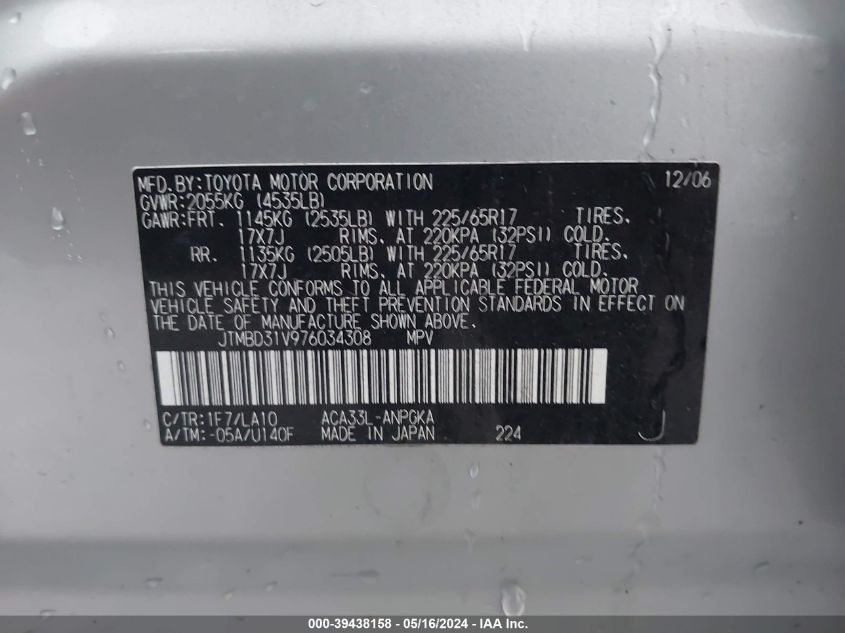 MFD.BY:TOYOTA MOTOR CORPORATION 12/06
GVWR:2055KG (4535LB)
GAWR:FRT. 1145KG (2535LB) WITH 225/65R17 TIRES.
17X7J RIMS. AT 220KPA (32PSI) COLD.
RR. 1135KG (2505LB) WITH 225/65R17 TIRES.
17X7J RIMS. AT 220KPA (32PSI) COLD.
THIS VEHICLE CONFORMS TO ALL APPLICABLE FEDERAL MOTOR
VEHICLE SAFETY AND THEFT PREVENTION STANDARDS IN EFFECT ON
THE DATE OF MANUFACTURE SHOWN ABOVE.
JTMBD31V976034308 MPV
C/TR:1F7/LA10 ACA33L-ANPGKA
A/TM:-05A/U140F MADE IN JAPAN 224 J
000-39438158 - 05/16/2024 - IAA Inc.